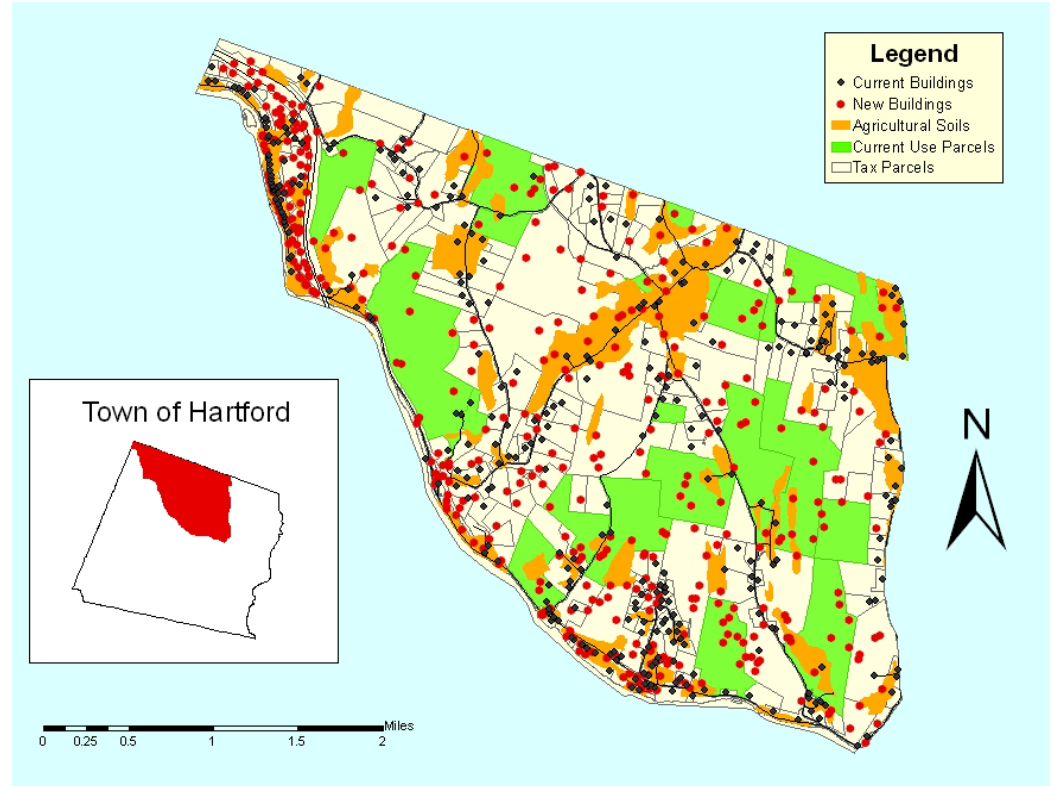 Legend
Current Buildings
New Buildings
Agricultural Soils
Current Use Parcels
Tax Parcels
Town of Hartford
N
Miles
0 0.25 0.5 1 1.5 2